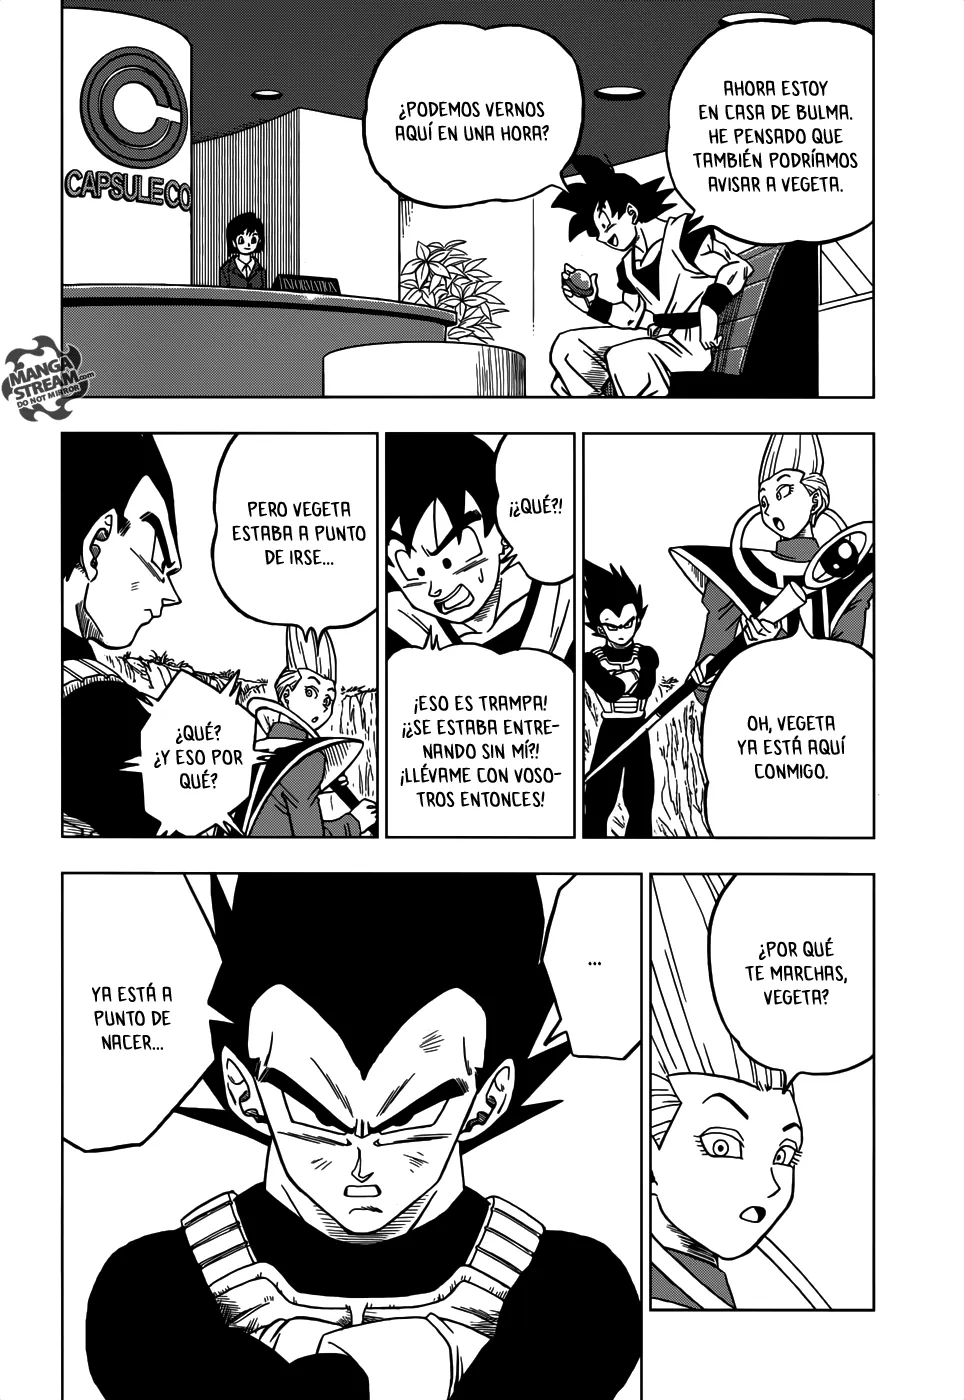 AHORA ESTOY
EN CASA DE BULMA.
HE PENSADO QUE
TAMBIÉN PODRÍAMOS
AVISAR A VEGETA.
¿PODEMOS VERNOS
AQUÍ EN UNA HORA?
CAPSULE CO
INFORMATION
MANGA
STREAM.com
DO NOT MIRROR
OH, VEGETA
YA ESTÁ AQUÍ
CONMIGO.
¡¿QUÉ?!
¡ESO ES TRAMPA!
¡¿SE ESTABA ENTRE-
NANDO SIN MÍ?!
¡LLÉVAME CON VOSO-
TROS ENTONCES!
PERO VEGETA
ESTABA A PUNTO
DE IRSE...
¿QUÉ?
¿Y ESO POR
QUÉ?
¿POR QUÉ
TE MARCHAS,
VEGETA?
...
YA ESTÁ A
PUNTO DE
NACER...